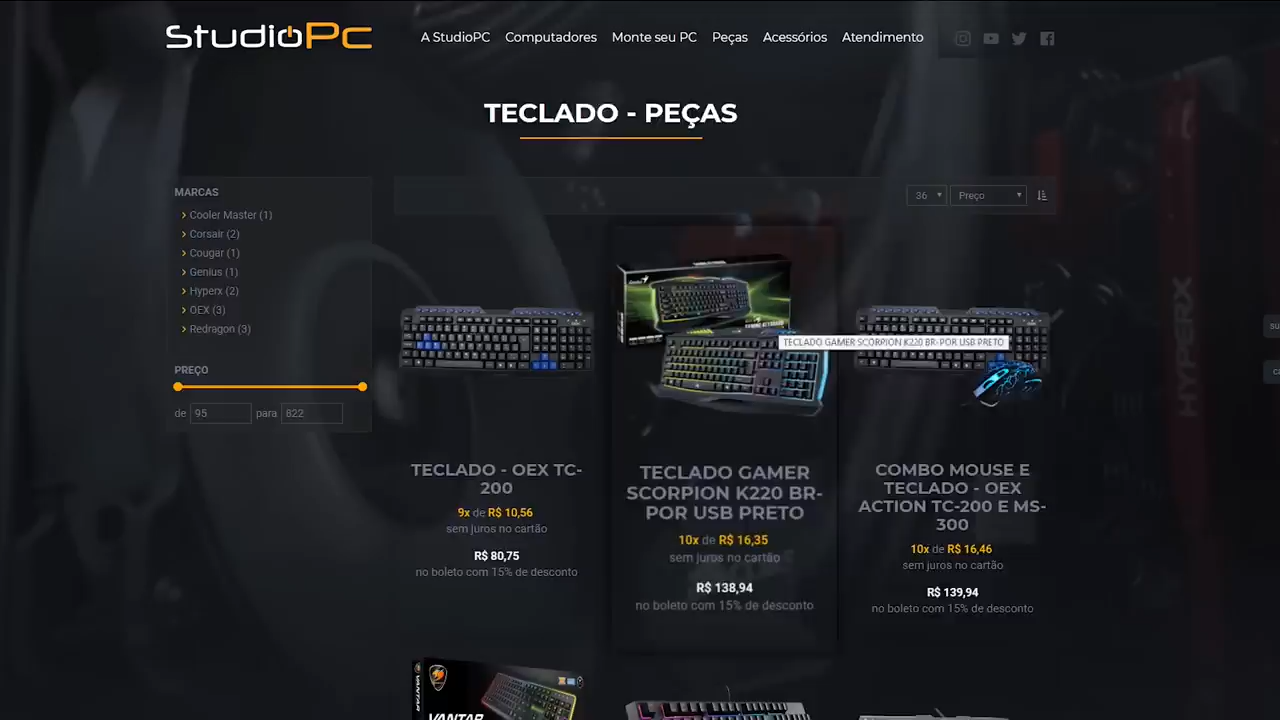 StudioPc
A StudioPC
Computadores
Monte seu PC
Peças
Acessórios
Atendimento
TECLADO - PEÇAS
MARCAS
Cooler Master (1)
Corsair (2)
Cougar (1)
Genius (1)
Hyperx (2)
OEX (3)
Redragon (3)
PREÇO
de 95 para 822
36
Preço
TECLADO GAMER SCORPION K220 BR-POR USB PRETO
TECLADO - OEX TC-
200
9x de R$ 10,56
sem juros no cartão
R$ 80,75
no boleto com 15% de desconto
TECLADO GAMER
SCORPION K220 BR-
POR USB PRETO
10x de R$ 16,35
sem juros no cartão
R$ 138,94
no boleto com 15% de desconto
COMBO MOUSE E
TECLADO - OEX
ACTION TC-200 E MS-
300
10x de R$ 16,46
sem juros no cartão
R$ 139,94
no boleto com 15% de desconto
HYPERX
VANTAR
VANTAR